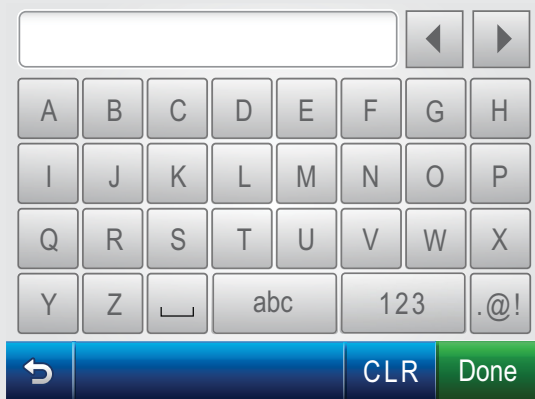 A B C D E F G H
I J K L M N O P
Q R S T U V W X
Y Z abc 123 .@!
CLR Done